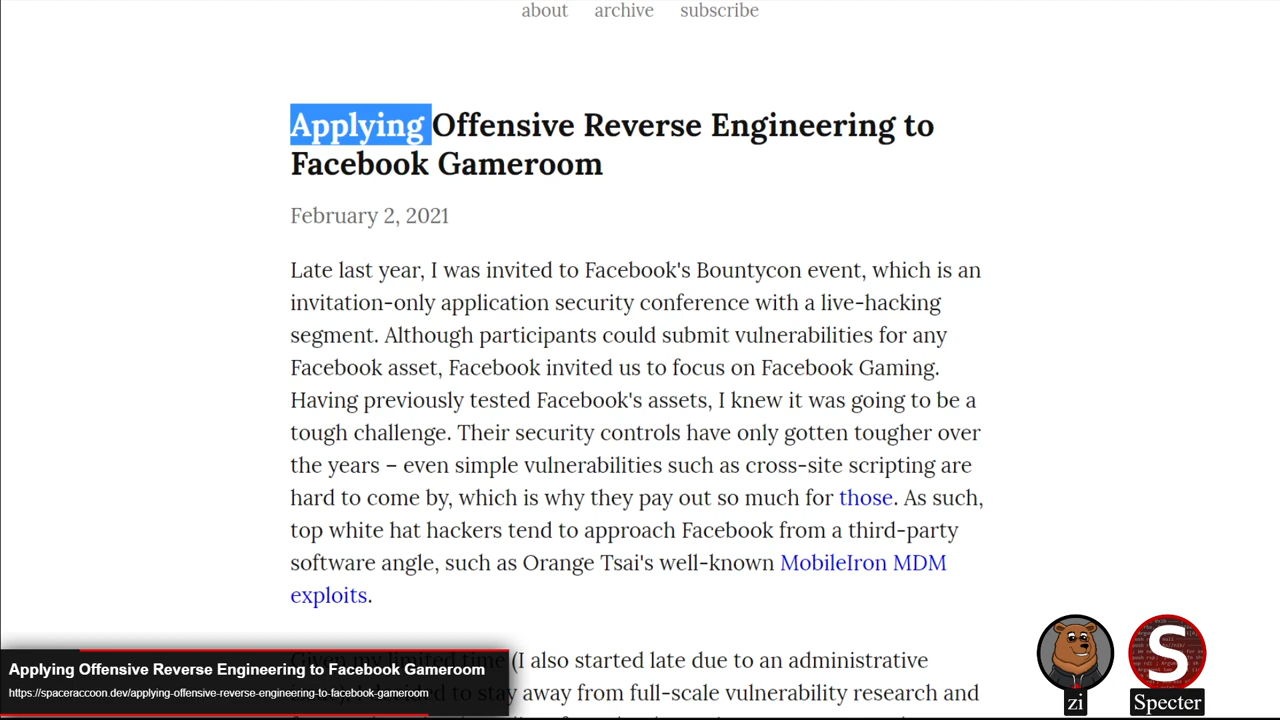 about archive subscribe
Applying Offensive Reverse Engineering to
Facebook Gameroom
February 2, 2021
Late last year, I was invited to Facebook's Bountycon event, which is an
invitation-only application security conference with a live-hacking
segment. Although participants could submit vulnerabilities for any
Facebook asset, Facebook invited us to focus on Facebook Gaming.
Having previously tested Facebook's assets, I knew it was going to be a
tough challenge. Their security controls have only gotten tougher over
the years – even simple vulnerabilities such as cross-site scripting are
hard to come by, which is why they pay out so much for those. As such,
top white hat hackers tend to approach Facebook from a third-party
software angle, such as Orange Tsai's well-known MobileIron MDM
exploits.
Given my limited time (I also started late due to an administrative
to stay away from full-scale vulnerability research and
Applying Offensive Reverse Engineering to Facebook Gameroom
https://spaceraccoon.dev/applying-offensive-reverse-engineering-to-facebook-gameroom
S
zi
Specter